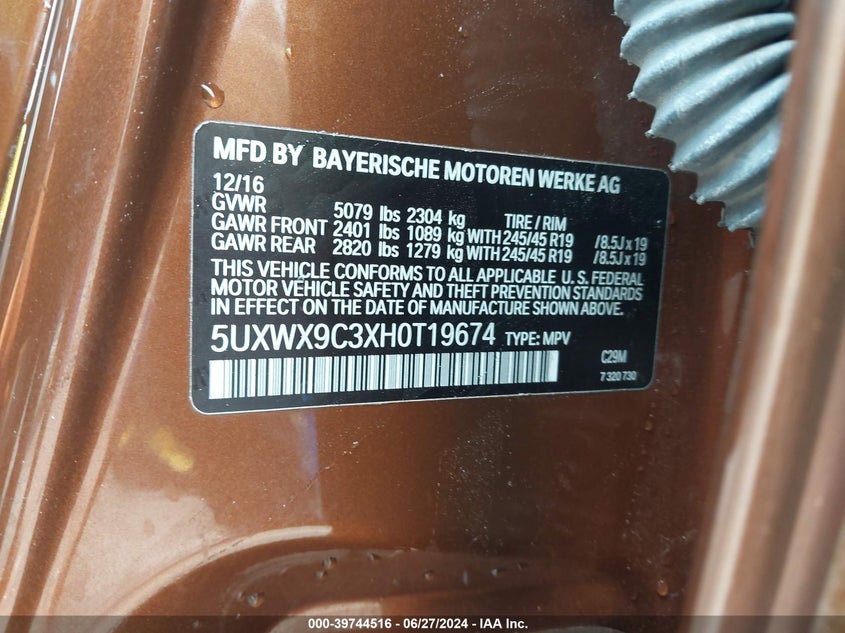 MFD BY BAYERISCHE MOTOREN WERKE AG
12/16
GVWR 5079 lbs 2304 kg TIRE / RIM
GAWR FRONT 2401 lbs 1089 kg WITH 245/45 R19 / 8.5J x 19
GAWR REAR 2820 lbs 1279 kg WITH 245/45 R19 / 8.5J x 19
THIS VEHICLE CONFORMS TO ALL APPLICABLE U.S. FEDERAL
MOTOR VEHICLE SAFETY AND THEFT PREVENTION STANDARDS
IN EFFECT ON THE DATE OF MANUFACTURE SHOWN ABOVE.
5UXWX9C3XH0T19674 TYPE: MPV
C29M
7 320 730
000-39744516 / 06/27/2024 / IAA Inc.